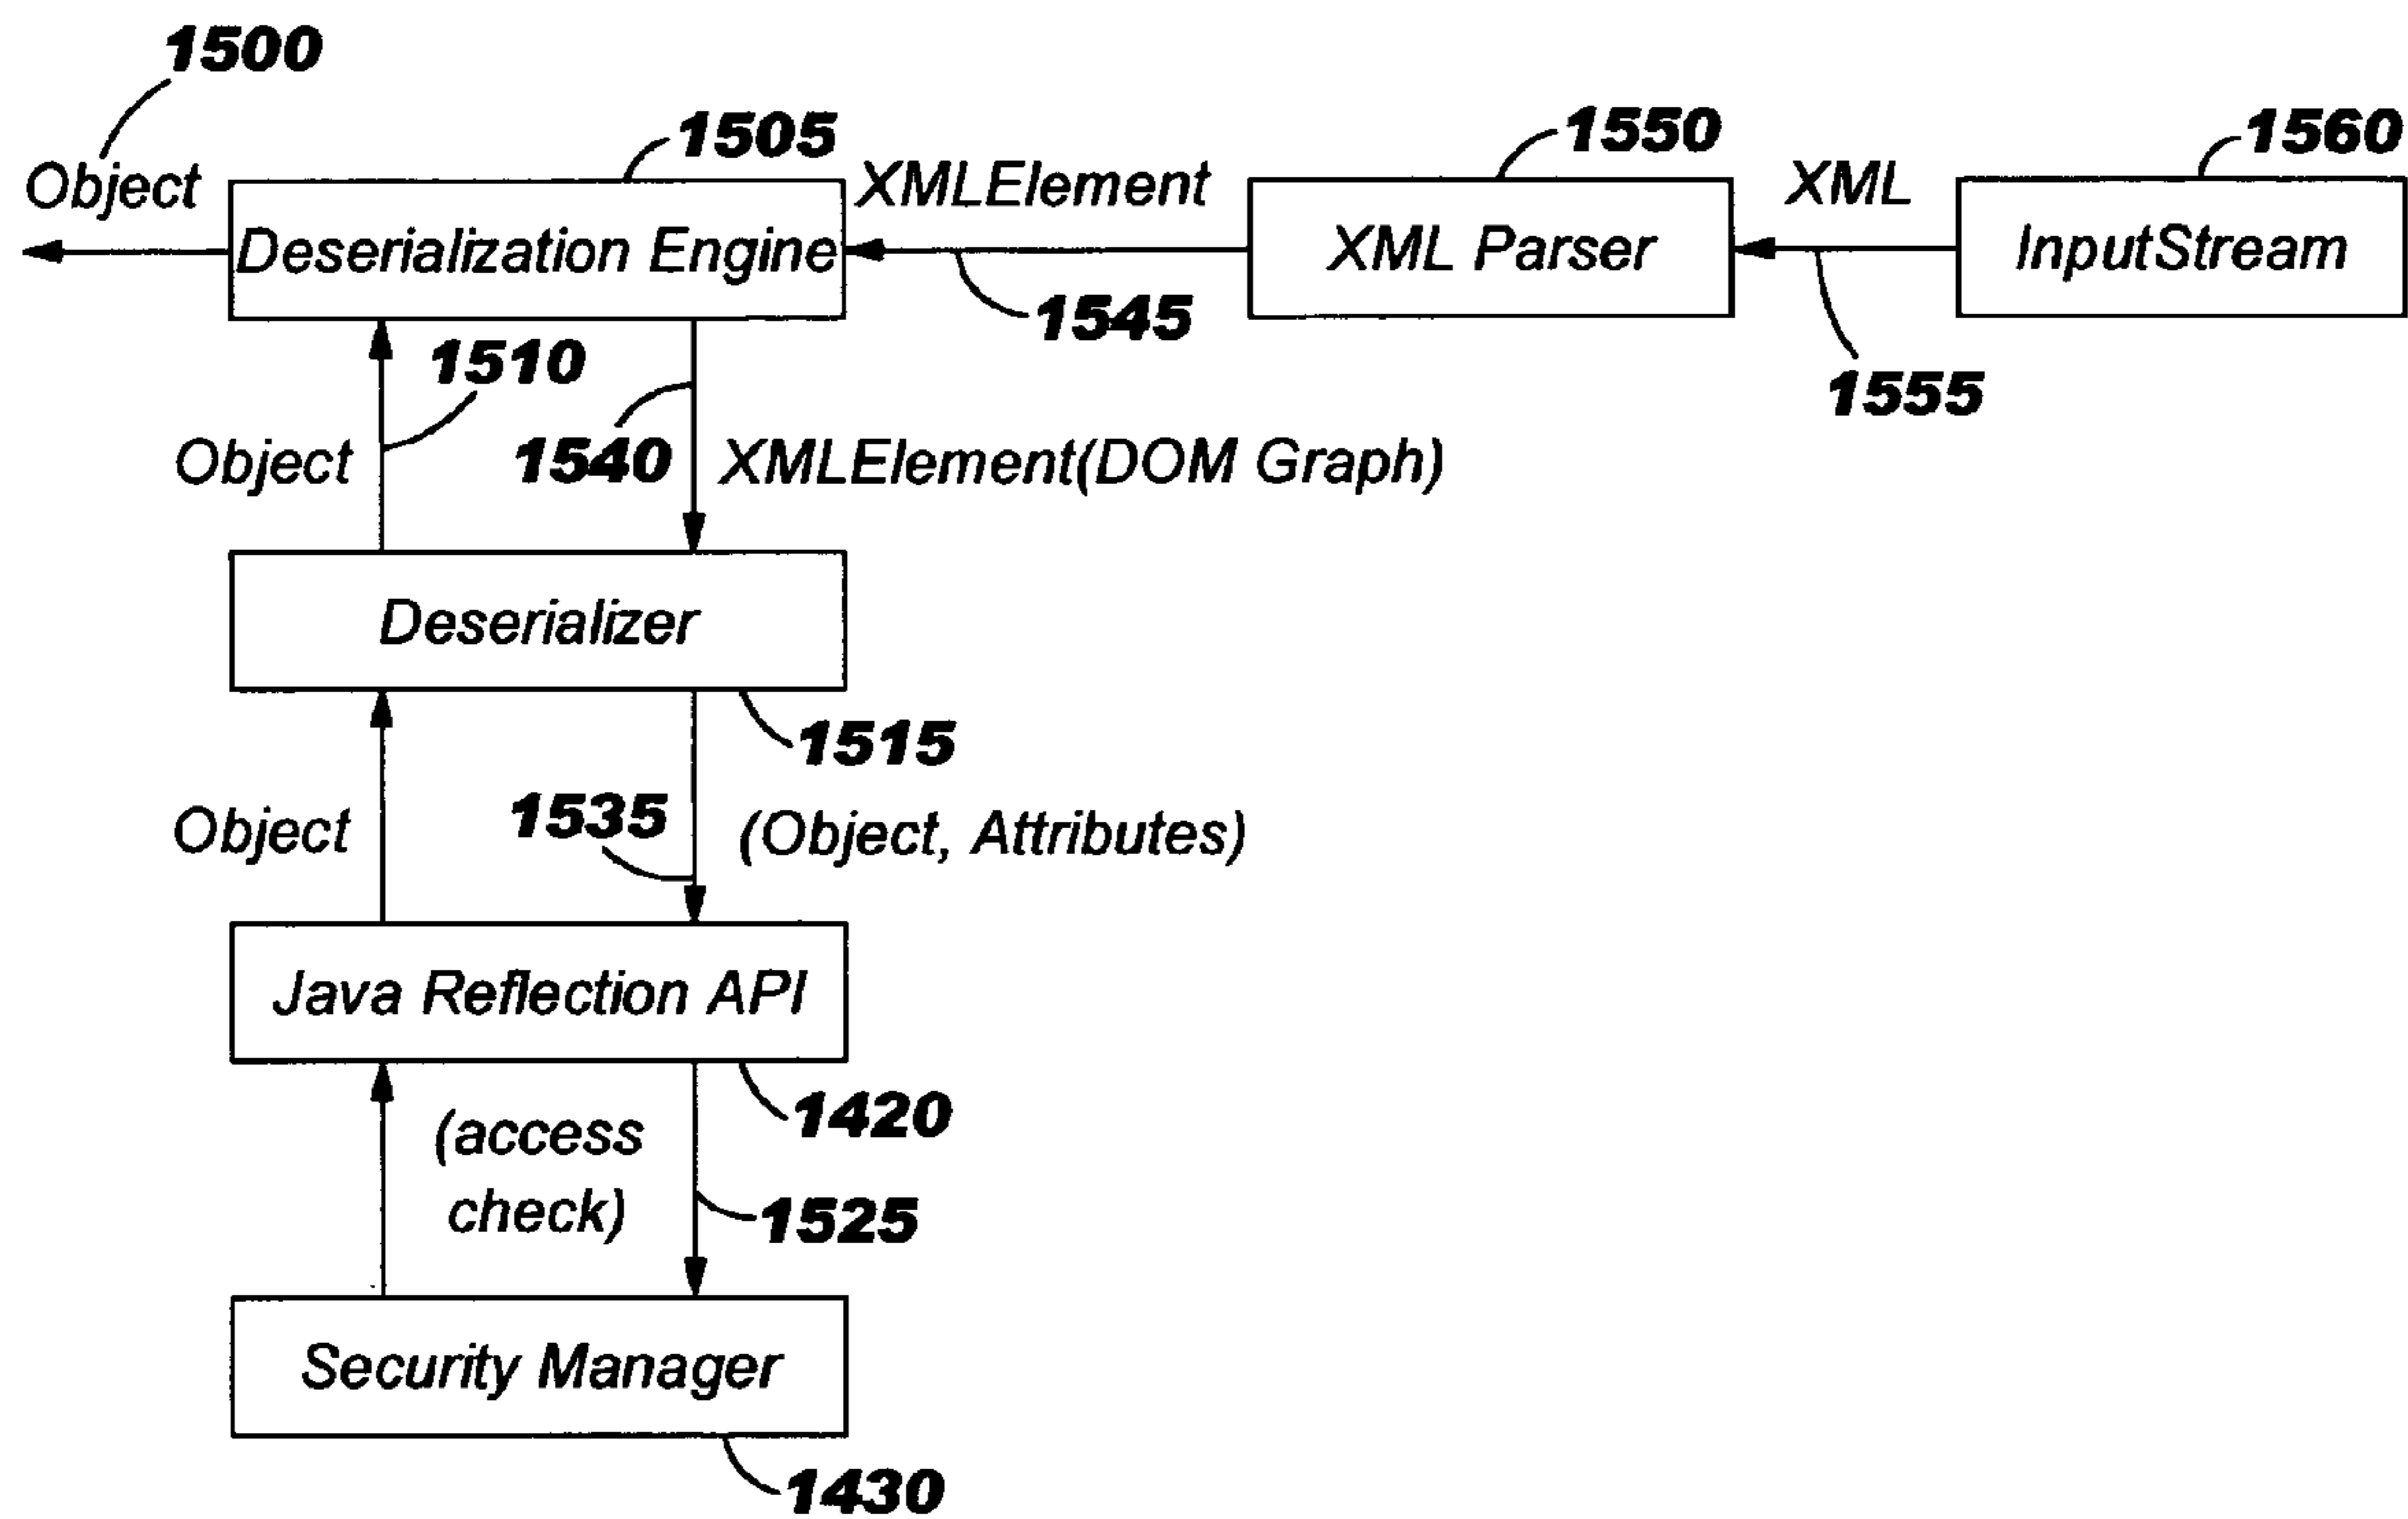 1500
Object
1505
Deserialization Engine
XMLElement
1545
1550
XML Parser
XML
1555
1560
InputStream
1510
Object
1540
XMLElement(DOM Graph)
Deserializer
1515
Object
1535
(Object, Attributes)
Java Reflection API
1420
(access
check)
1525
Security Manager
1430